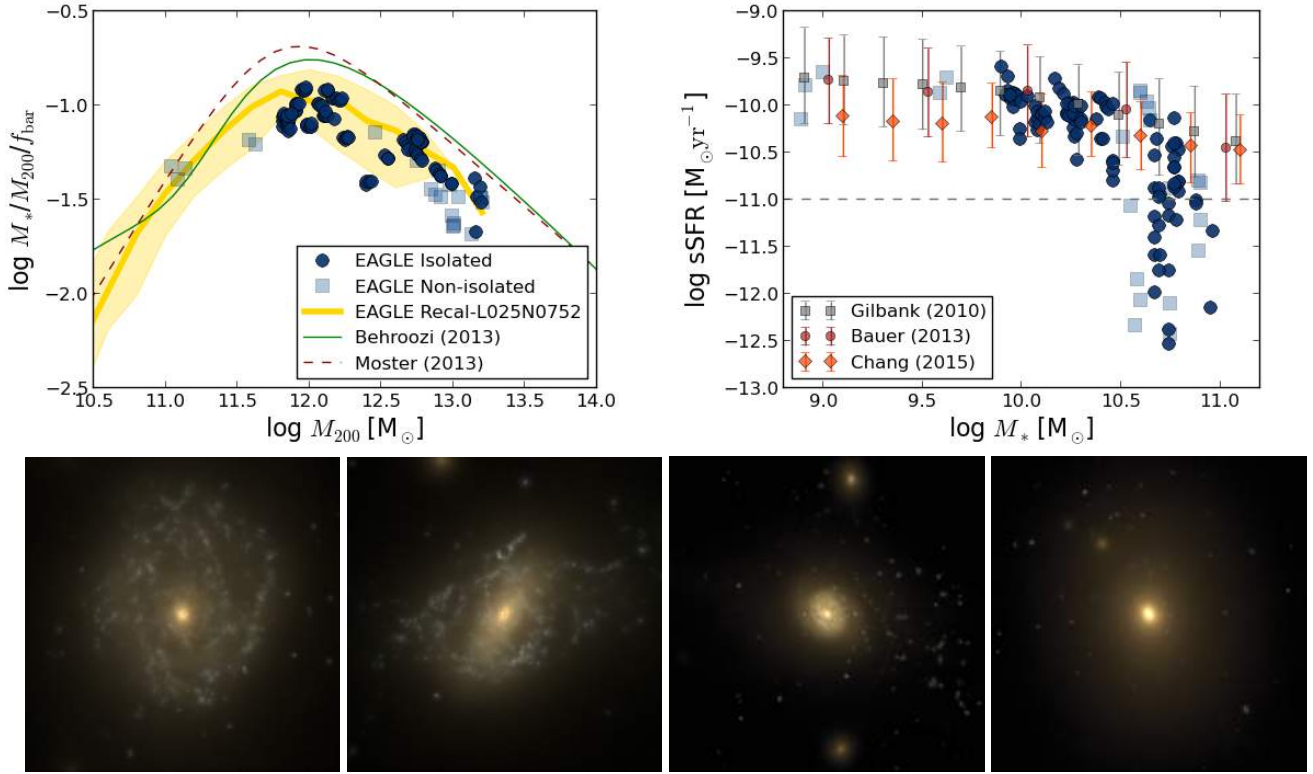 −0.5
−1.0
−1.5
−2.0
−2.5
log M∗/M200/fbar
10.5 11.0 11.5 12.0 12.5 13.0 13.5 14.0
log M200 [M⊙]
EAGLE Isolated
EAGLE Non-isolated
EAGLE Recal-L025N0752
Behroozi (2013)
Moster (2013)
−9.0
−9.5
−10.0
−10.5
−11.0
−11.5
−12.0
−12.5
−13.0
log sSFR [M⊙yr−1]
9.0 9.5 10.0 10.5 11.0
log M∗ [M⊙]
Gilbank (2010)
Bauer (2013)
Chang (2015)